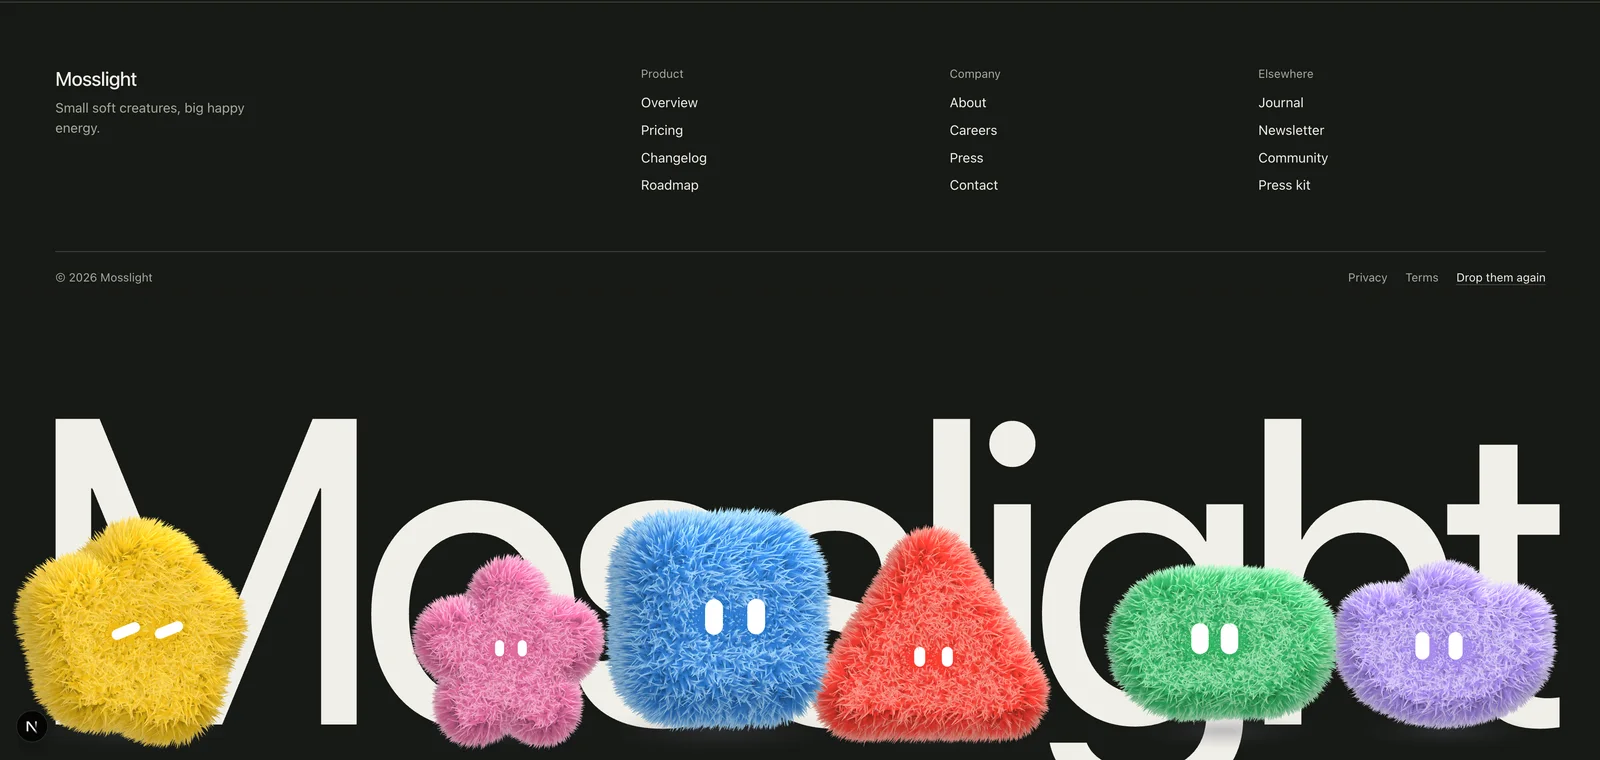 Mosslight
Small soft creatures, big happy
energy.
Product
Overview
Pricing
Changelog
Roadmap
Company
About
Careers
Press
Contact
Elsewhere
Journal
Newsletter
Community
Press kit
© 2026 Mosslight
Privacy
Terms
Drop them again
Mosslight
N